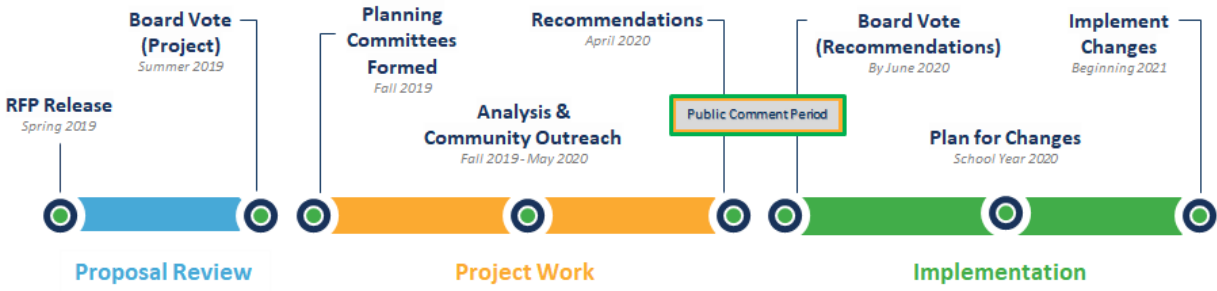 RFP Release
Spring 2019
Board Vote
(Project)
Summer 2019
Planning
Committees
Formed
Fall 2019
Analysis &
Community Outreach
Fall 2019-May 2020
Recommendations
April 2020
Public Comment Period
Board Vote
(Recommendations)
By June 2020
Plan for Changes
School Year 2020
Implement
Changes
Beginning 2021
Proposal Review
Project Work
Implementation